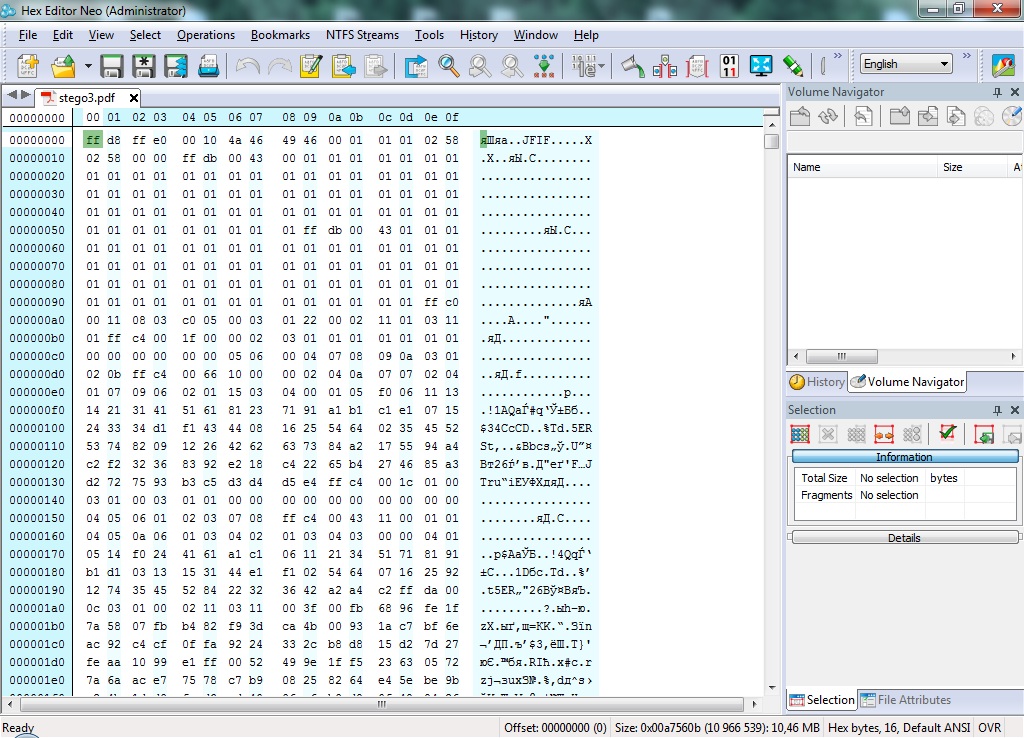 Hex Editor Neo (Administrator)
File Edit View Select Operations Bookmarks NTFS Streams Tools History Window Help
English
stego3.pdf
Volume Navigator
00000000 00 01 02 03 04 05 06 07 08 09 0a 0b 0c 0d 0e 0f
00000000 ff d8 ff e0 00 10 4a 46 49 46 00 01 01 01 02 58 яШяа..JFIF.....X
00000010 02 58 00 00 ff db 00 43 00 01 01 01 01 01 01 01 .X..яЫ.C........
00000020 01 01 01 01 01 01 01 01 01 01 01 01 01 01 01 01 ................
00000030 01 01 01 01 01 01 01 01 01 01 01 01 01 01 01 01 ................
00000040 01 01 01 01 01 01 01 01 01 01 01 01 01 01 01 01 ................
00000050 01 01 01 01 01 01 01 01 01 ff db 00 43 01 01 01 .........яЫ.C...
00000060 01 01 01 01 01 01 01 01 01 01 01 01 01 01 01 01 ................
00000070 01 01 01 01 01 01 01 01 01 01 01 01 01 01 01 01 ................
00000080 01 01 01 01 01 01 01 01 01 01 01 01 01 01 01 01 ................
00000090 01 01 01 01 01 01 01 01 01 01 01 01 01 01 ff c0 ..............яА
000000a0 00 11 08 03 c0 05 00 03 01 22 00 02 11 01 03 11 ....А...."......
000000b0 01 ff c4 00 1f 00 00 02 03 01 01 01 01 01 01 01 .яД.............
000000c0 00 00 00 00 00 00 05 06 00 04 07 08 09 0a 03 01 ................
000000d0 02 0b ff c4 00 66 10 00 00 02 04 0a 07 07 02 04 ..яД.f..........
000000e0 01 07 09 06 02 01 15 03 04 00 01 05 f0 06 11 13 ............р...
000000f0 14 21 31 41 51 61 81 23 71 91 a1 b1 c1 e1 07 15 .!1AQaЃ#q‘Ў±Бб..
00000100 24 33 34 d1 f1 43 44 08 16 25 54 64 02 35 45 52 $34СсCD..%Td.5ER
00000110 53 74 82 09 12 26 42 62 63 73 84 a2 17 55 94 a4 St‚..&Bbcs„ў.U”¤
00000120 c2 f2 32 36 83 92 e2 18 c4 22 65 b4 27 46 85 a3 Вт26ѓ’в.Д"eґ'F…Ј
00000130 d2 72 75 93 b3 c5 d3 d4 d5 e4 ff c4 00 1c 01 00 Тru“іЕУФХдяД....
00000140 03 01 00 03 01 01 00 00 00 00 00 00 00 00 00 00 ................
00000150 04 05 06 01 02 03 07 08 ff c4 00 43 11 00 01 01 ........яД.C....
00000160 04 05 0a 06 01 03 04 02 01 03 04 03 00 00 04 01 ................
00000170 05 14 f0 24 41 61 a1 c1 06 11 21 34 51 71 81 91 ..р$AaЎБ..!4QqЃ‘
00000180 b1 d1 03 13 15 31 44 e1 f1 02 54 64 07 16 25 92 ±С...1Dбс.Td..%’
00000190 12 74 35 45 52 84 22 32 36 42 a2 a4 c2 ff da 00 .t5ER„"26Bў¤ВяЪ.
000001a0 0c 03 01 00 02 11 03 11 00 3f 00 fb 68 96 fe 1f .........?.ыh–ю.
000001b0 7a 58 07 fb b4 82 f9 3d ca 4b 00 93 1a c7 bf 6e zX.ыґ‚щ=КK.“.Зїn
000001c0 ac 92 c4 cf 0f fa 92 24 33 2c b8 d8 15 d2 7d 27 ¬’ДП.ъ’$3,ёШ.Т}'
000001d0 fe aa 10 99 e1 ff 00 52 49 9e 1f f5 23 63 05 72 юЄ.™бя.RIћ.х#c.r
000001e0 7a 6a ac e7 75 78 c7 b9 08 25 82 64 e4 5e be 9b zj¬зuxЗ№.%‚dд^ѕ›
Name Size
History Volume Navigator
Selection
Information
Total Size No selection bytes
Fragments No selection
Details
Selection File Attributes
Ready Offset: 00000000 (0) Size: 0x00a7560b (10 966 539): 10,46 MB Hex bytes, 16, Default ANSI OVR